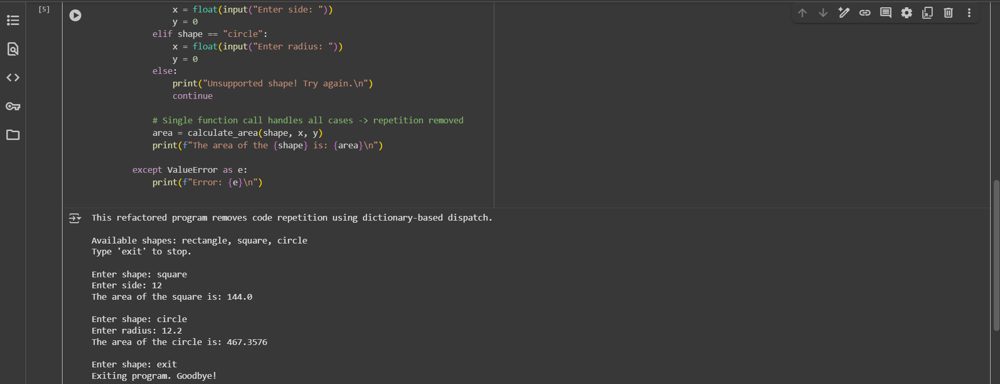 [5]
x = float(input("Enter side: "))
y = 0
elif shape == "circle":
x = float(input("Enter radius: "))
y = 0
else:
print("Unsupported shape! Try again.\n")
continue
# Single function call handles all cases -> repetition removed
area = calculate_area(shape, x, y)
print(f"The area of the {shape} is: {area}\n")
except ValueError as e:
print(f"Error: {e}\n")
This refactored program removes code repetition using dictionary-based dispatch.
Available shapes: rectangle, square, circle
Type 'exit' to stop.
Enter shape: square
Enter side: 12
The area of the square is: 144.0
Enter shape: circle
Enter radius: 12.2
The area of the circle is: 467.3576
Enter shape: exit
Exiting program. Goodbye!